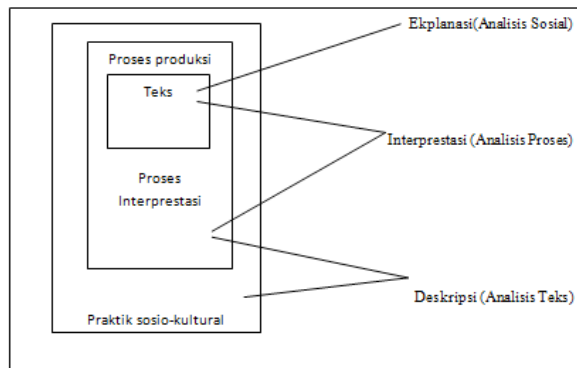 Ekplanasi(Analisis Sosial)
Proses produksi
Teks
Interprestasi (Analisis Proses)
Proses
Interprestasi
Deskripsi (Analisis Teks)
Praktik sosio-kultural